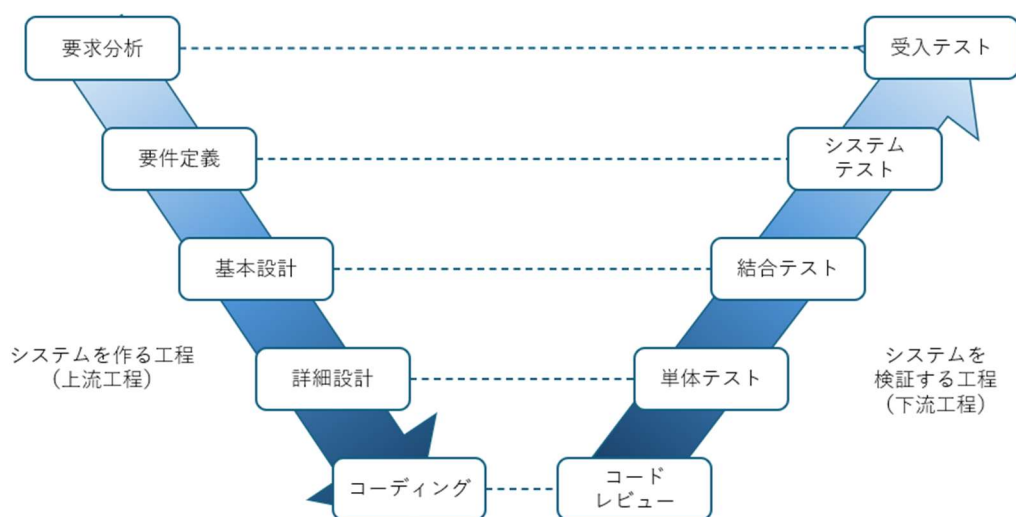 要求分析
受入テスト
要件定義
システム
テスト
基本設計
結合テスト
システムを作る工程
(上流工程)
詳細設計
単体テスト
システムを
検証する工程
(下流工程)
コーディング
コード
レビュー